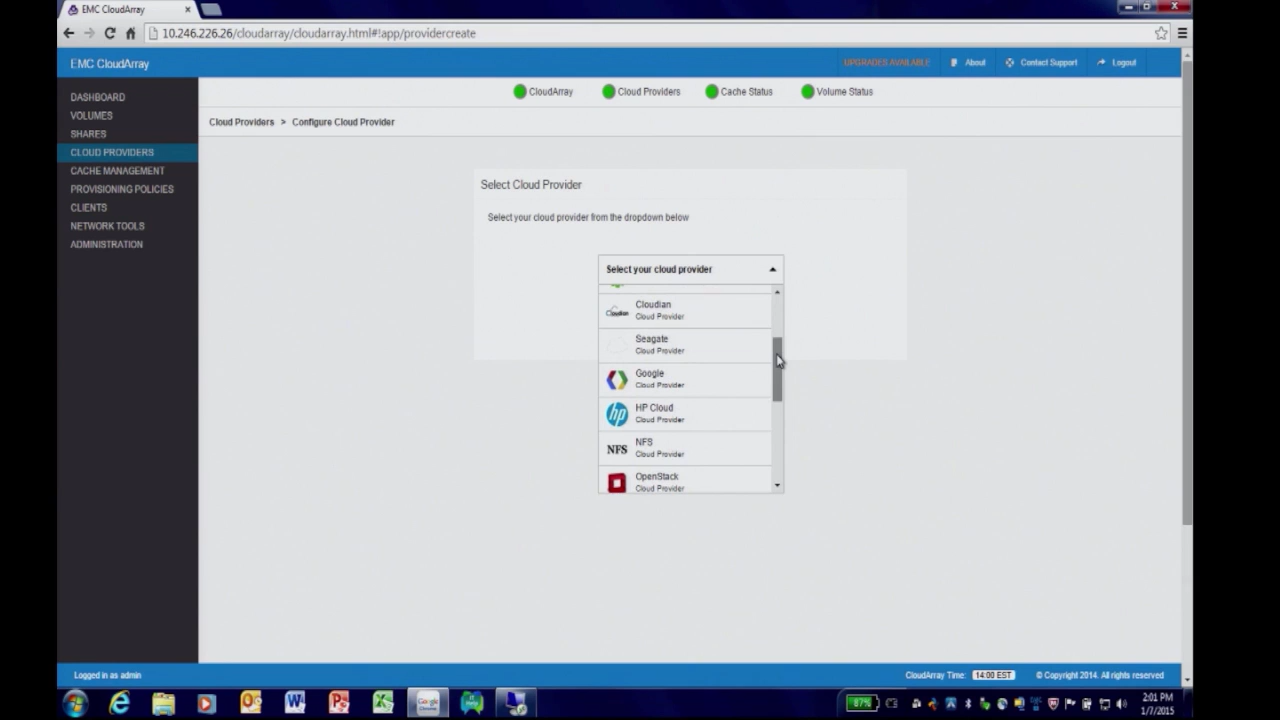 EMC CloudArray
10.246.226.26/cloudarray/cloudarray.html#!app/providercreate
EMC CloudArray
UPGRADES AVAILABLE
About
Contact Support
Logout
CloudArray
Cloud Providers
Cache Status
Volume Status
DASHBOARD
VOLUMES
SHARES
CLOUD PROVIDERS
CACHE MANAGEMENT
PROVISIONING POLICIES
CLIENTS
NETWORK TOOLS
ADMINISTRATION
Cloud Providers > Configure Cloud Provider
Select Cloud Provider
Select your cloud provider from the dropdown below
Select your cloud provider
Cloudian
Cloudian
Cloud Provider
Seagate
Cloud Provider
Google
Cloud Provider
hp
HP Cloud
Cloud Provider
NFS
NFS
Cloud Provider
OpenStack
Cloud Provider
Logged in as admin
CloudArray Time: 14:00 EST
© Copyright 2014. All rights reserved
Google
87%
2:01 PM
1/7/2015